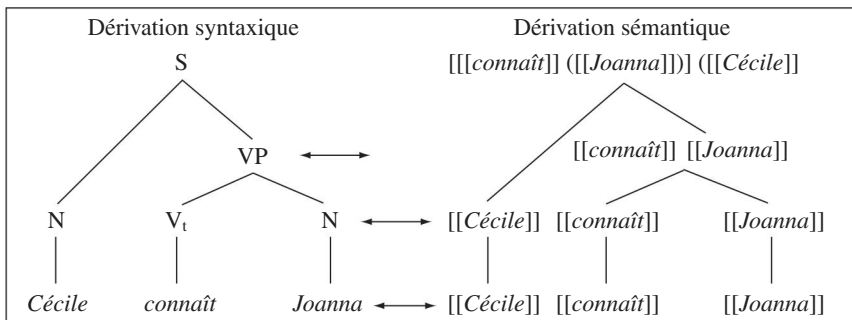 Dérivation syntaxique Dérivation sémantique
S [[[connaît]] ([[Joanna]])] ([[Cécile]]
VP [[connaît]] [[Joanna]]
N Vt N [[Cécile]] [[connaît]] [[Joanna]]
Cécile connaît Joanna [[Cécile]] [[connaît]] [[Joanna]]